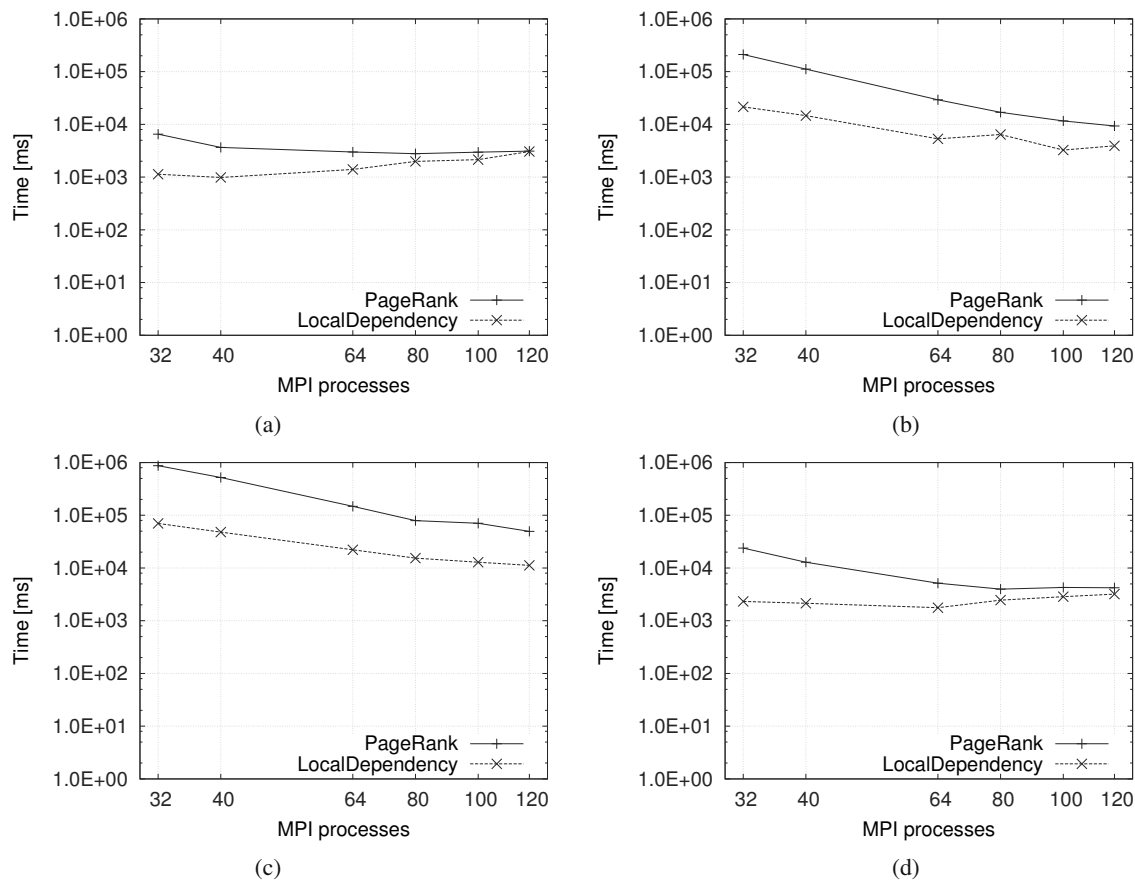 1.0E+06
1.0E+05
1.0E+04
1.0E+03
1.0E+02
1.0E+01
1.0E+00
Time [ms]
PageRank
LocalDependency
32 40 64 80 100 120
MPI processes
(a)
1.0E+06
1.0E+05
1.0E+04
1.0E+03
1.0E+02
1.0E+01
1.0E+00
Time [ms]
PageRank
LocalDependency
32 40 64 80 100 120
MPI processes
(b)
1.0E+06
1.0E+05
1.0E+04
1.0E+03
1.0E+02
1.0E+01
1.0E+00
Time [ms]
PageRank
LocalDependency
32 40 64 80 100 120
MPI processes
(c)
1.0E+06
1.0E+05
1.0E+04
1.0E+03
1.0E+02
1.0E+01
1.0E+00
Time [ms]
PageRank
LocalDependency
32 40 64 80 100 120
MPI processes
(d)